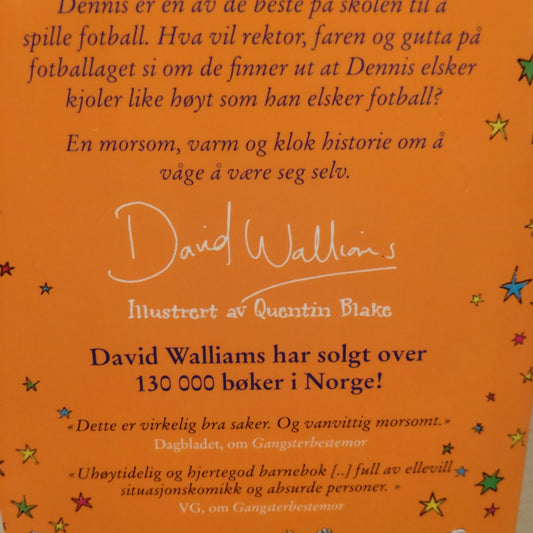 Dennis er en av de beste på skolen til å
spille fotball. Hva vil rektor, faren og gutta på
fotballaget si om de finner ut at Dennis elsker
kjoler like høyt som han elsker fotball?
En morsom, varm og klok historie om å
våge å være seg selv.
David Walliams
Illustrert av Quentin Blake
David Walliams har solgt over
130 000 bøker i Norge!
«Dette er virkelig bra saker. Og vanvittig morsomt.»
Dagbladet, om Gangsterbestemor
«Uhøytidelig og hjertegod barnebok [..] full av ellevill
situasjonskomikk og absurde personer. »
VG, om Gangsterbestemor